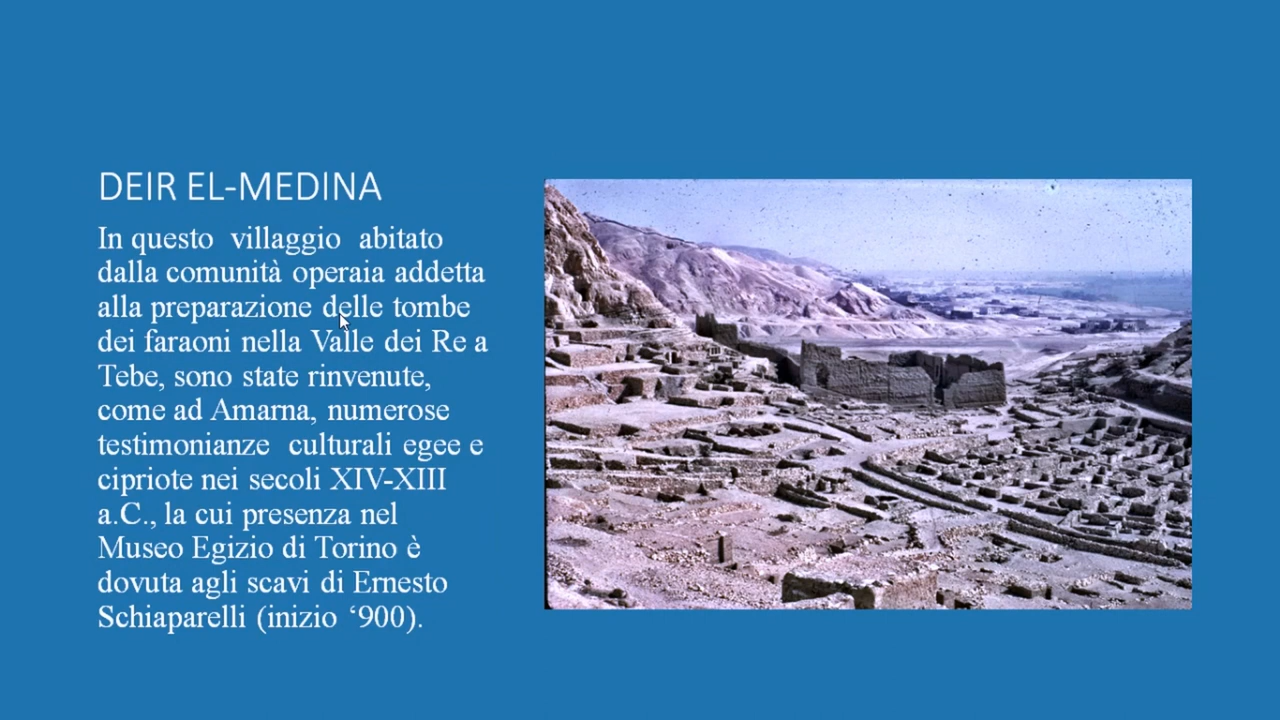 DEIR EL-MEDINA
In questo villaggio abitato
dalla comunità operaia addetta
alla preparazione delle tombe
dei faraoni nella Valle dei Re a
Tebe, sono state rinvenute,
come ad Amarna, numerose
testimonianze culturali egee e
cipriote nei secoli XIV-XIII
a.C., la cui presenza nel
Museo Egizio di Torino è
dovuta agli scavi di Ernesto
Schiaparelli (inizio ‘900).